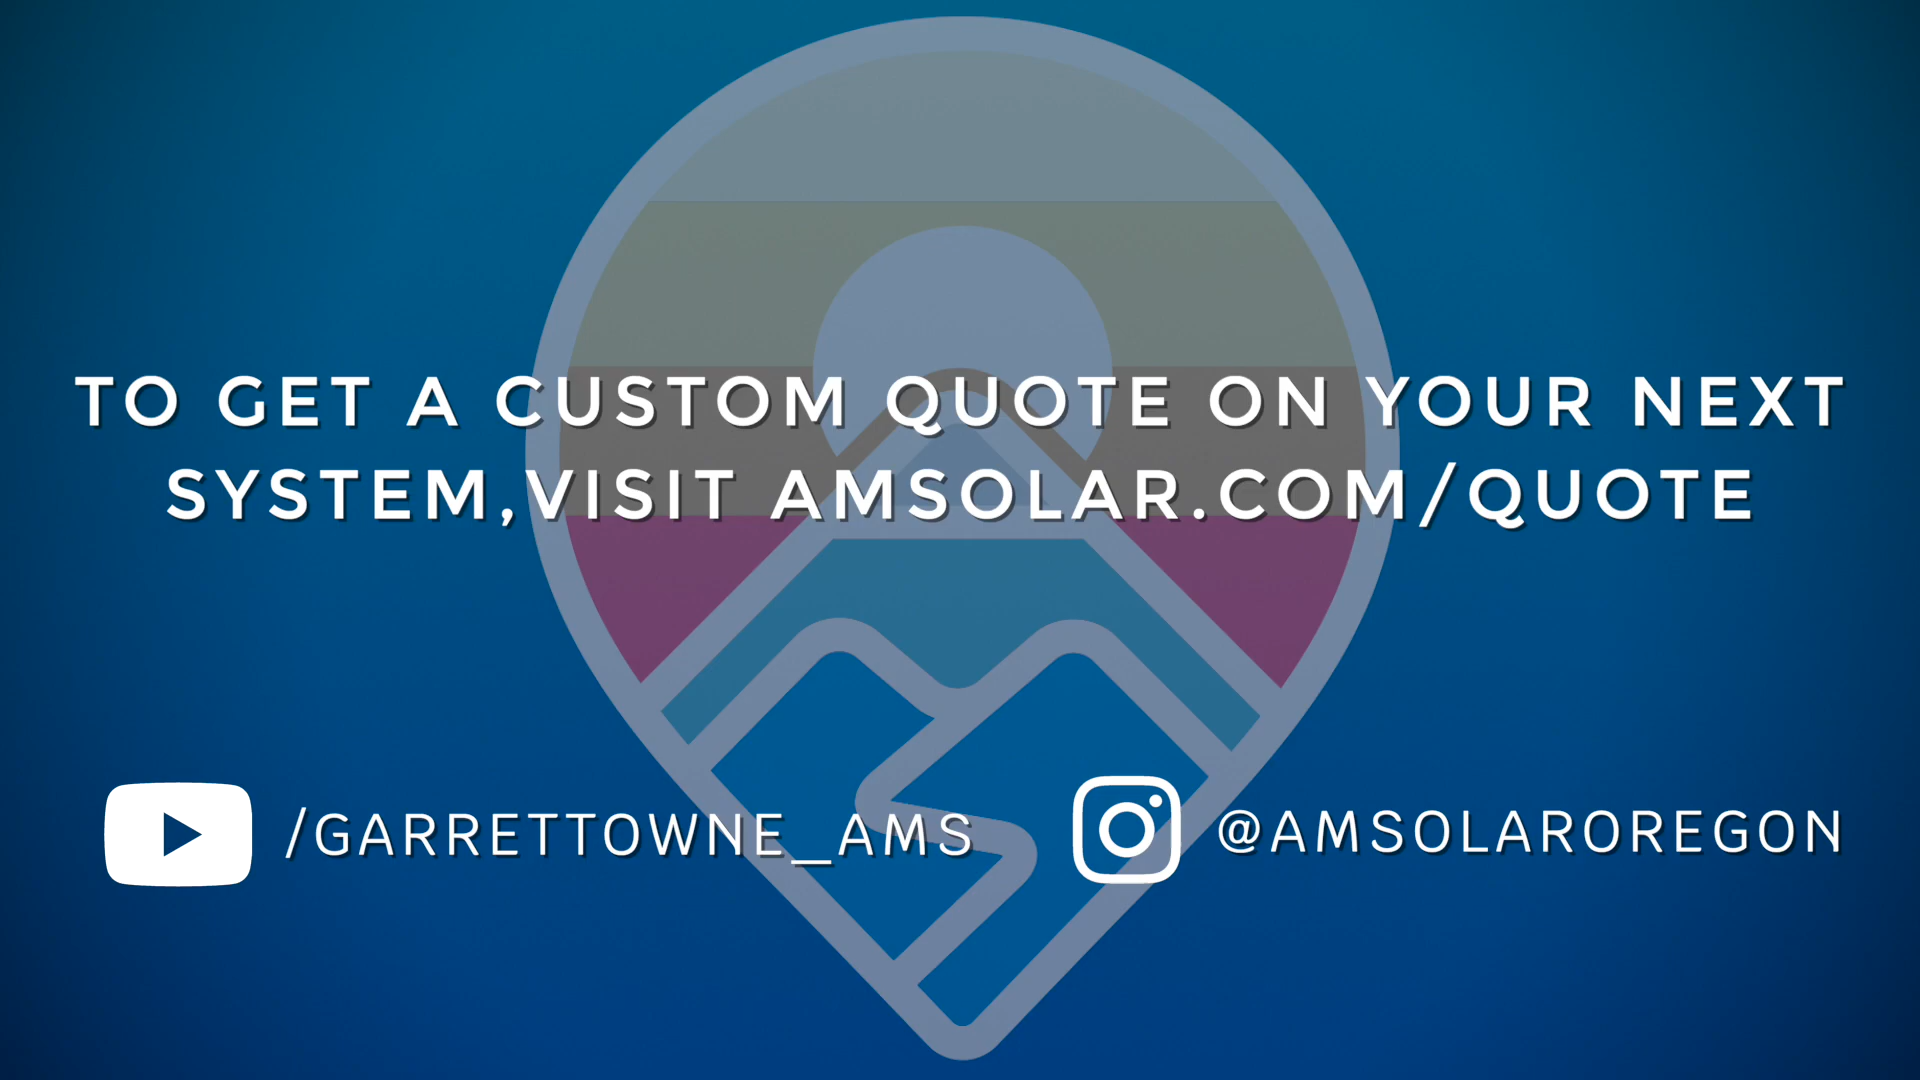 TO GET A CUSTOM QUOTE ON YOUR NEXT
SYSTEM,VISIT AMSOLAR.COM/QUOTE
/GARRETTOWNE_AMS
@AMSOLAROREGON